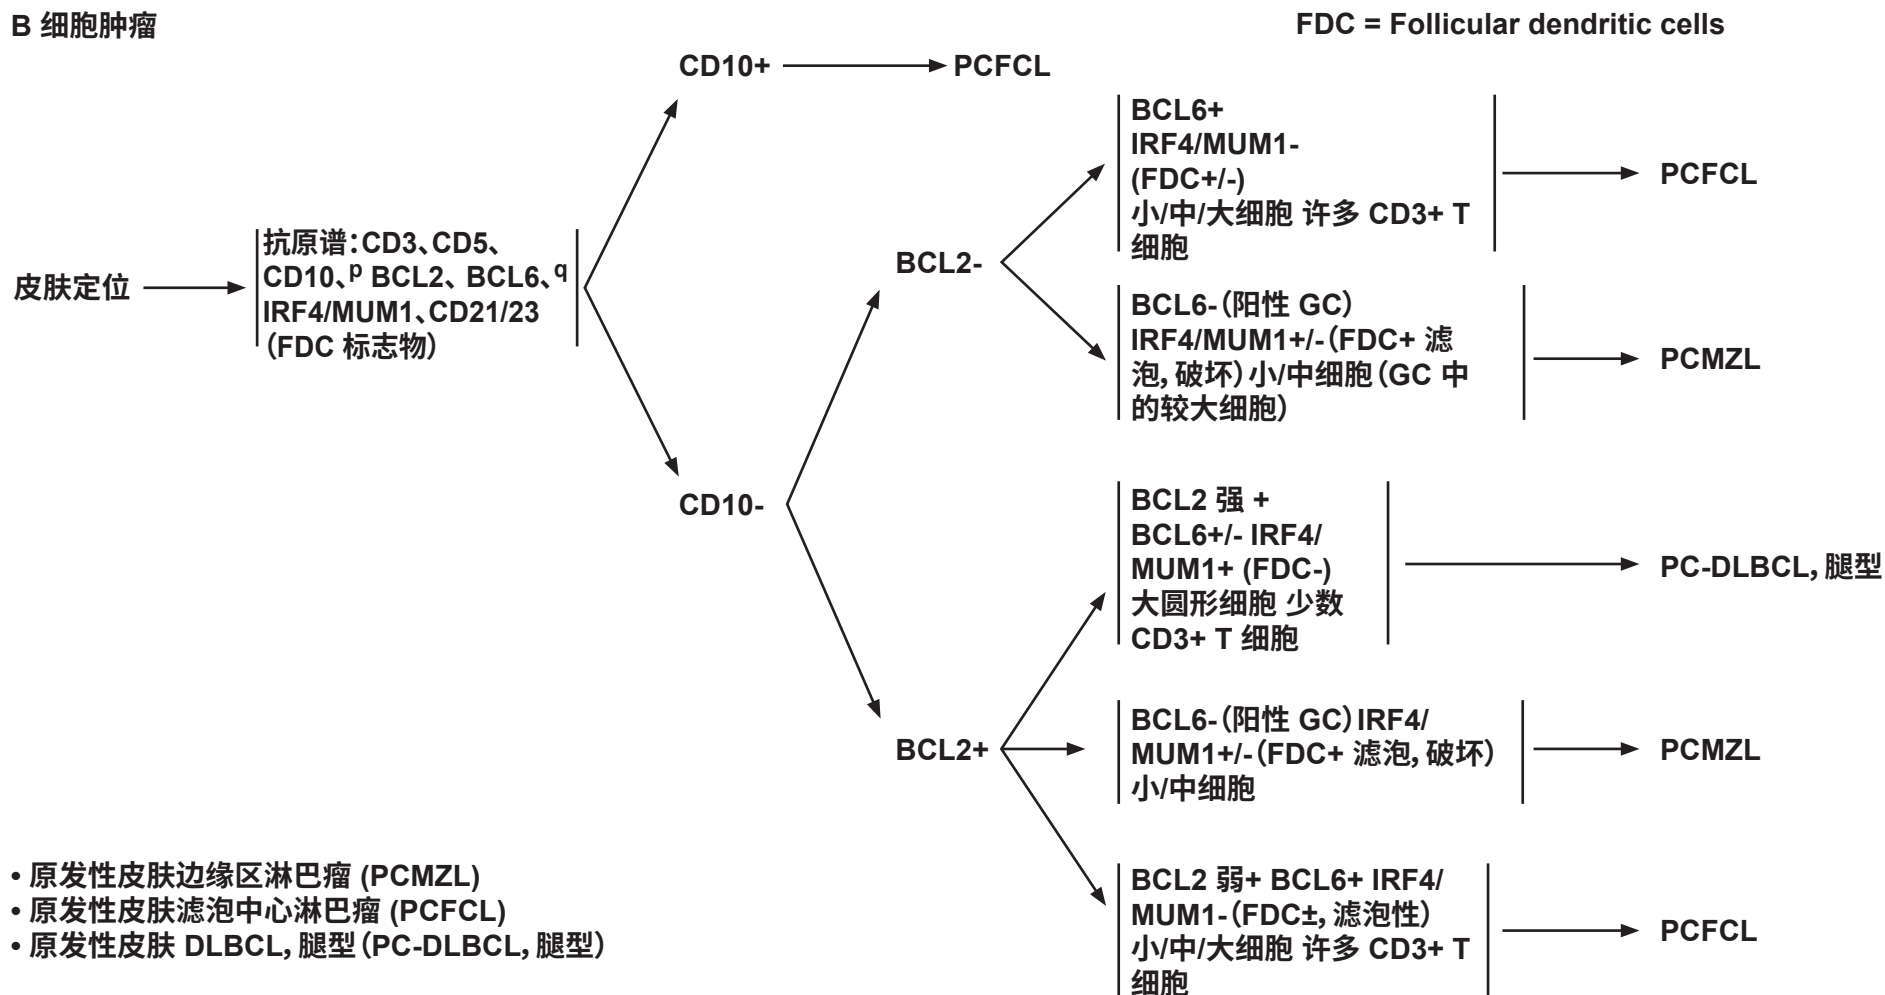 B 细胞肿瘤
FDC = Follicular dendritic cells
CD10+
PCFCL
BCL6+
IRF4/MUM1-
(FDC+/-)
小/中/大细胞 许多 CD3+ T
细胞
PCFCL
皮肤定位
抗原谱：CD3、CD5、
CD10、p BCL2、 BCL6、q
IRF4/MUM1、CD21/23
（FDC 标志物）
BCL2-
BCL6-（阳性 GC）
IRF4/MUM1+/-（FDC+ 滤
泡，破坏）小/中细胞（GC 中
的较大细胞）
PCMZL
CD10-
BCL2 强 +
BCL6+/- IRF4/
MUM1+ (FDC-)
大圆形细胞 少数
CD3+ T 细胞
PC-DLBCL，腿型
BCL2+
BCL6-（阳性 GC）IRF4/
MUM1+/-（FDC+ 滤泡，破坏）
小/中细胞
PCMZL
BCL2 弱+ BCL6+ IRF4/
MUM1-（FDC±，滤泡性）
小/中/大细胞 许多 CD3+ T
细胞
PCFCL
• 原发性皮肤边缘区淋巴瘤 (PCMZL)
• 原发性皮肤滤泡中心淋巴瘤 (PCFCL)
• 原发性皮肤 DLBCL，腿型（PC-DLBCL，腿型）